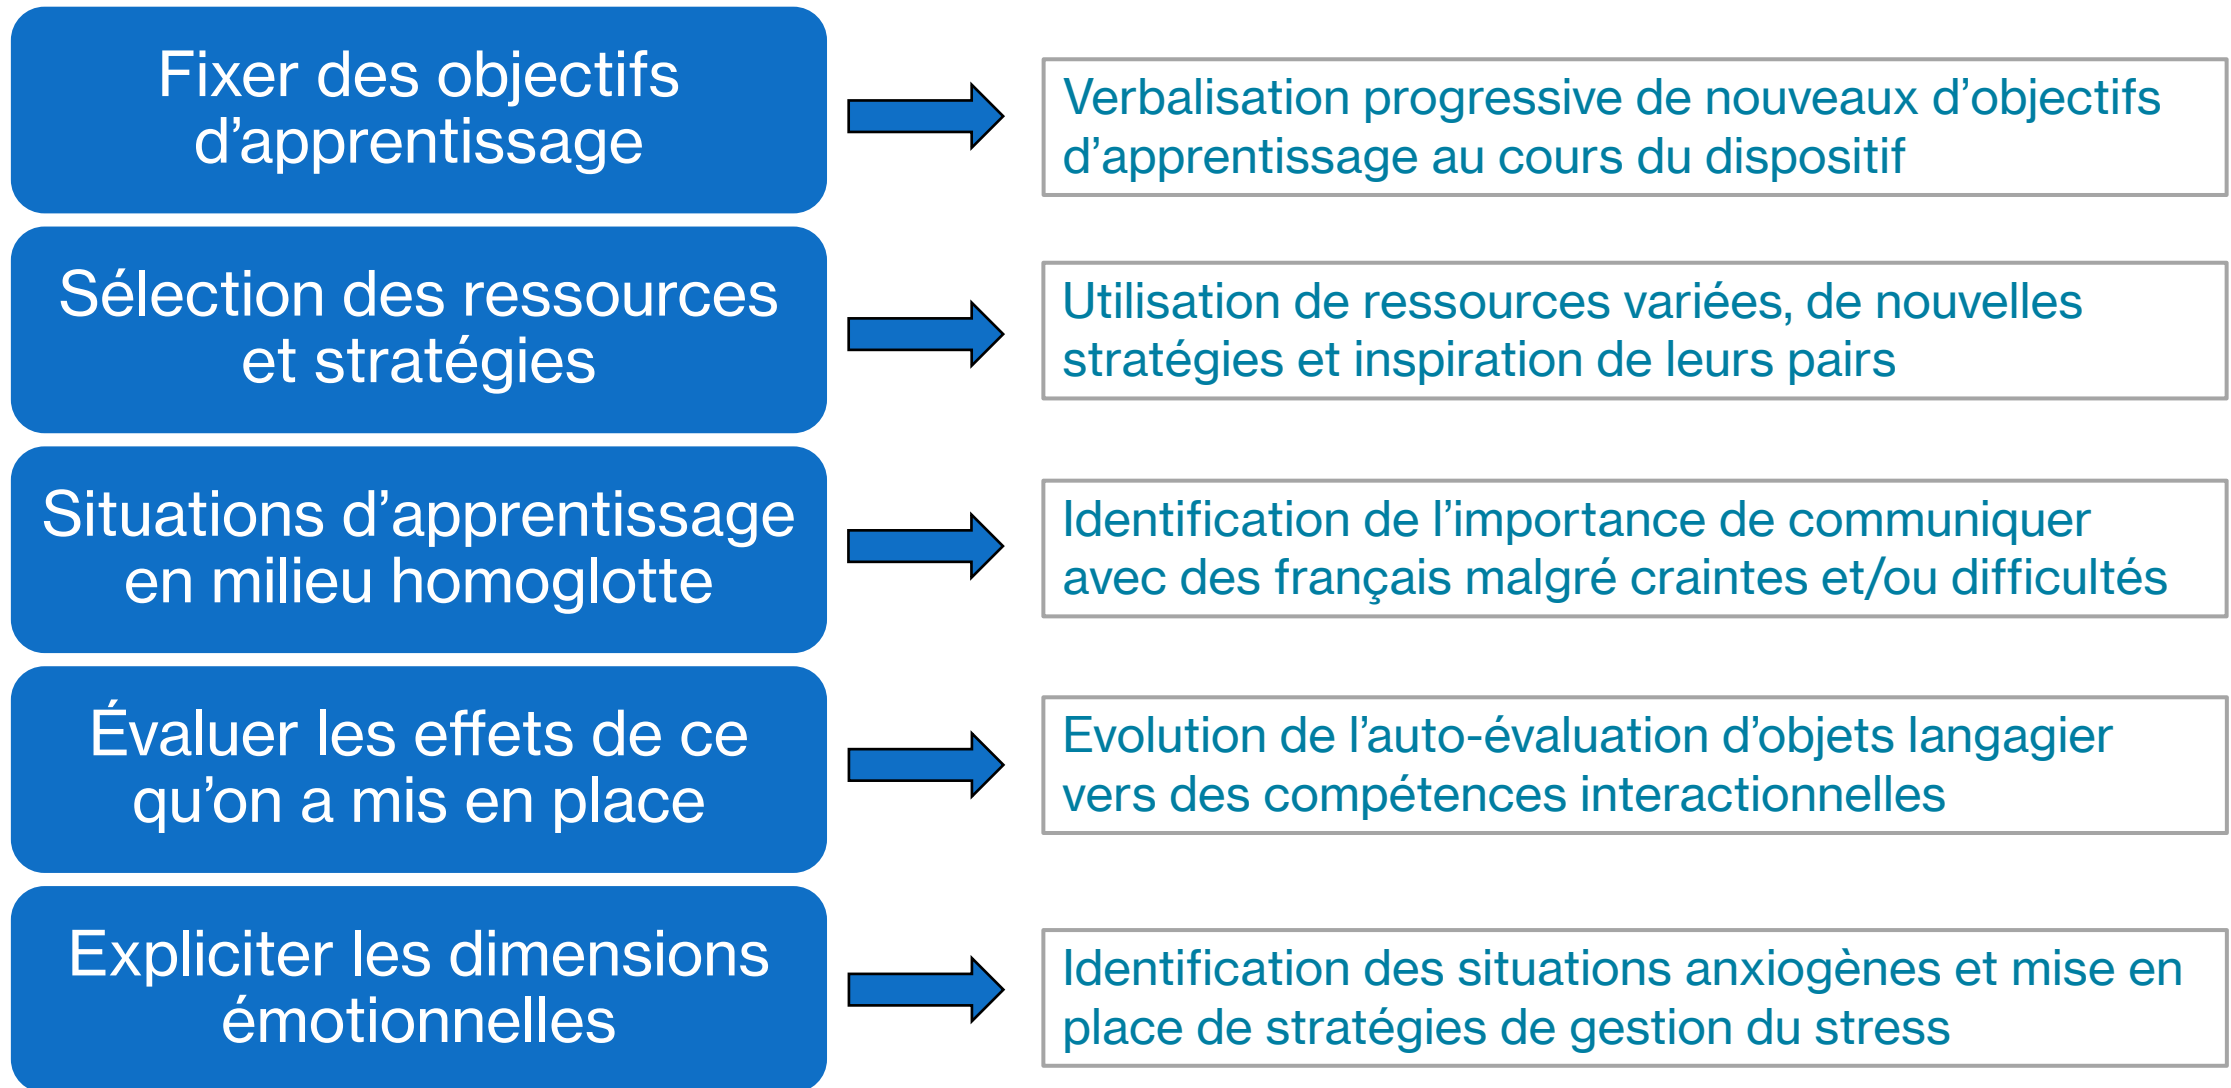 Fixer des objectifs
d’apprentissage
Verbalisation progressive de nouveaux d’objectifs
d’apprentissage au cours du dispositif
Sélection des ressources
et stratégies
Utilisation de ressources variées, de nouvelles
stratégies et inspiration de leurs pairs
Situations d’apprentissage
en milieu homoglotte
Identification de l’importance de communiquer
avec des français malgré craintes et/ou difficultés
Évaluer les effets de ce
qu’on a mis en place
Evolution de l’auto-évaluation d’objets langagier
vers des compétences interactionnelles
Expliciter les dimensions
émotionnelles
Identification des situations anxiogènes et mise en
place de stratégies de gestion du stress